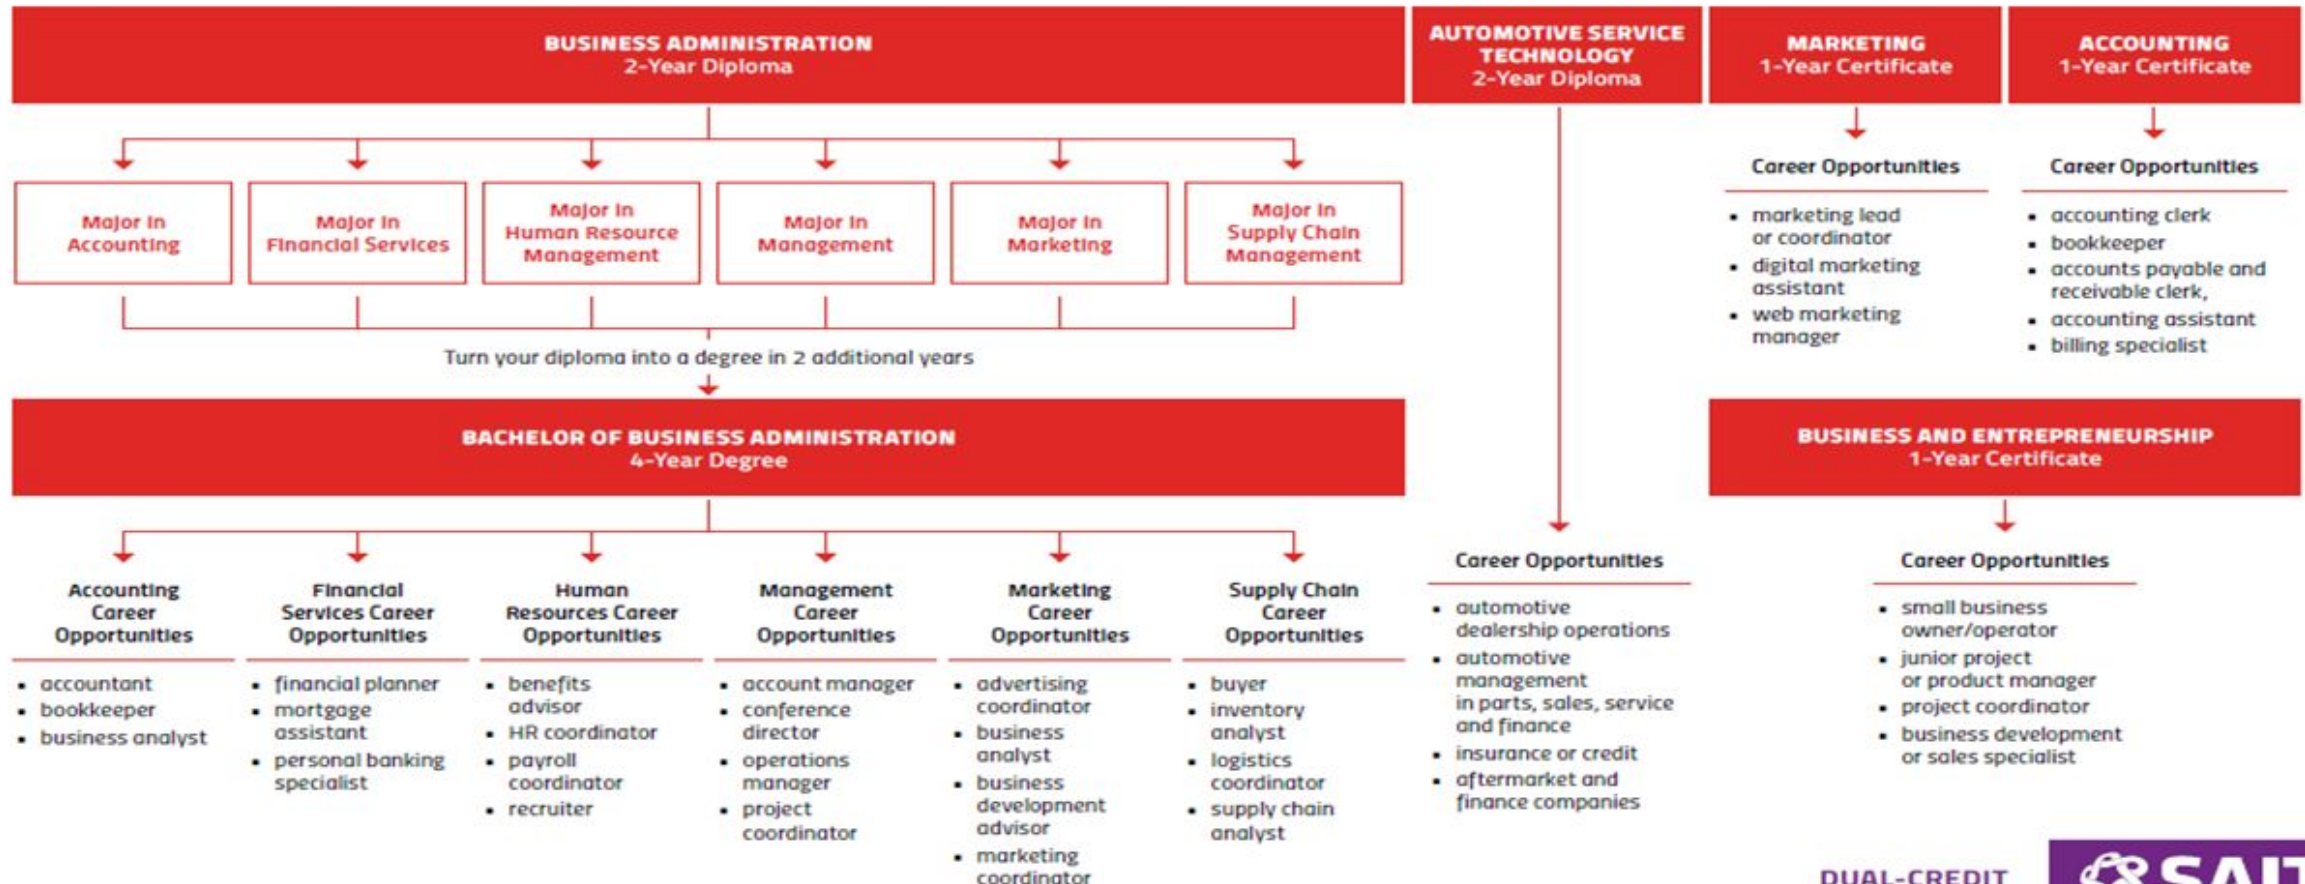 BUSINESS ADMINISTRATION
2-Year Diploma
AUTOMOTIVE SERVICE
TECHNOLOGY
2-Year Diploma
MARKETING
1-Year Certificate
ACCOUNTING
1-Year Certificate
Major in
Accounting
Major in
Financial Services
Major in
Human Resource
Management
Major in
Management
Major in
Marketing
Major in
Supply Chain
Management
Career Opportunities
▪ marketing lead
or coordinator
▪ digital marketing
assistant
▪ web marketing
manager
Career Opportunities
▪ accounting clerk
▪ bookkeeper
▪ accounts payable and
receivable clerk,
▪ accounting assistant
▪ billing specialist
Turn your diploma into a degree in 2 additional years
BACHELOR OF BUSINESS ADMINISTRATION
4-Year Degree
BUSINESS AND ENTREPRENEURSHIP
1-Year Certificate
Accounting
Career
Opportunities
▪ accountant
▪ bookkeeper
▪ business analyst
Financial
Services Career
Opportunities
▪ financial planner
▪ mortgage
assistant
▪ personal banking
specialist
Human
Resources Career
Opportunities
▪ benefits
advisor
▪ HR coordinator
▪ payroll
coordinator
▪ recruiter
Management
Career
Opportunities
▪ account manager
▪ conference
director
▪ operations
manager
▪ project
coordinator
Marketing
Career
Opportunities
▪ advertising
coordinator
▪ business
analyst
▪ business
development
advisor
▪ marketing
coordinator
Supply Chain
Career
Opportunities
▪ buyer
▪ inventory
analyst
▪ logistics
coordinator
▪ supply chain
analyst
Career Opportunities
▪ automotive
dealership operations
▪ automotive
management
in parts, sales, service
and finance
▪ insurance or credit
▪ aftermarket and
finance companies
Career Opportunities
▪ small business
owner/operator
▪ junior project
or product manager
▪ project coordinator
▪ business development
or sales specialist
DUAL-CREDIT
SAIT